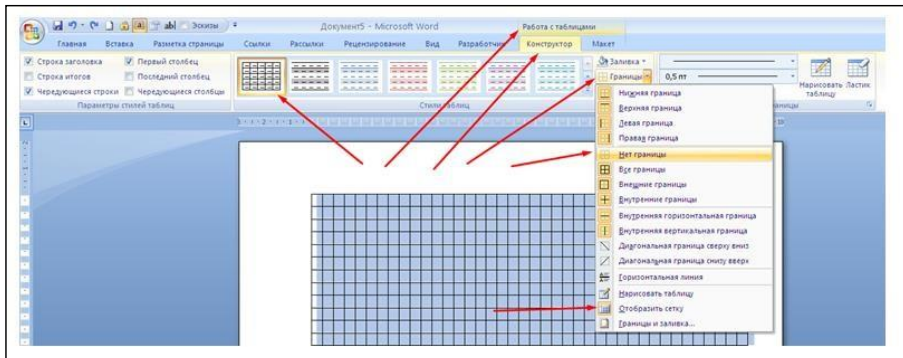 abl Эскизы
Документ5 - Microsoft Word
Работа с таблицами
Главная Вставка Разметка страницы Ссылки Рассылки Рецензирование Вид Разработчик Конструктор Макет
Строка заголовка Первый столбец
Строка итогов Последний столбец
Чередующиеся строки Чередующиеся столбцы
Параметры стилей таблиц
Стили таблиц
Заливка
Границы
0,5 пт
Нарисовать таблицу
Ластик
Нижняя граница
Верхняя граница
Левая граница
Правая граница
Нет границы
Все границы
Внешние границы
Внутренние границы
Внутренняя горизонтальная граница
Внутренняя вертикальная граница
Диагональная граница сверху вниз
Диагональная граница снизу вверх
Горизонтальная линия
Нарисовать таблицу
Отобразить сетку
Границы и заливка...